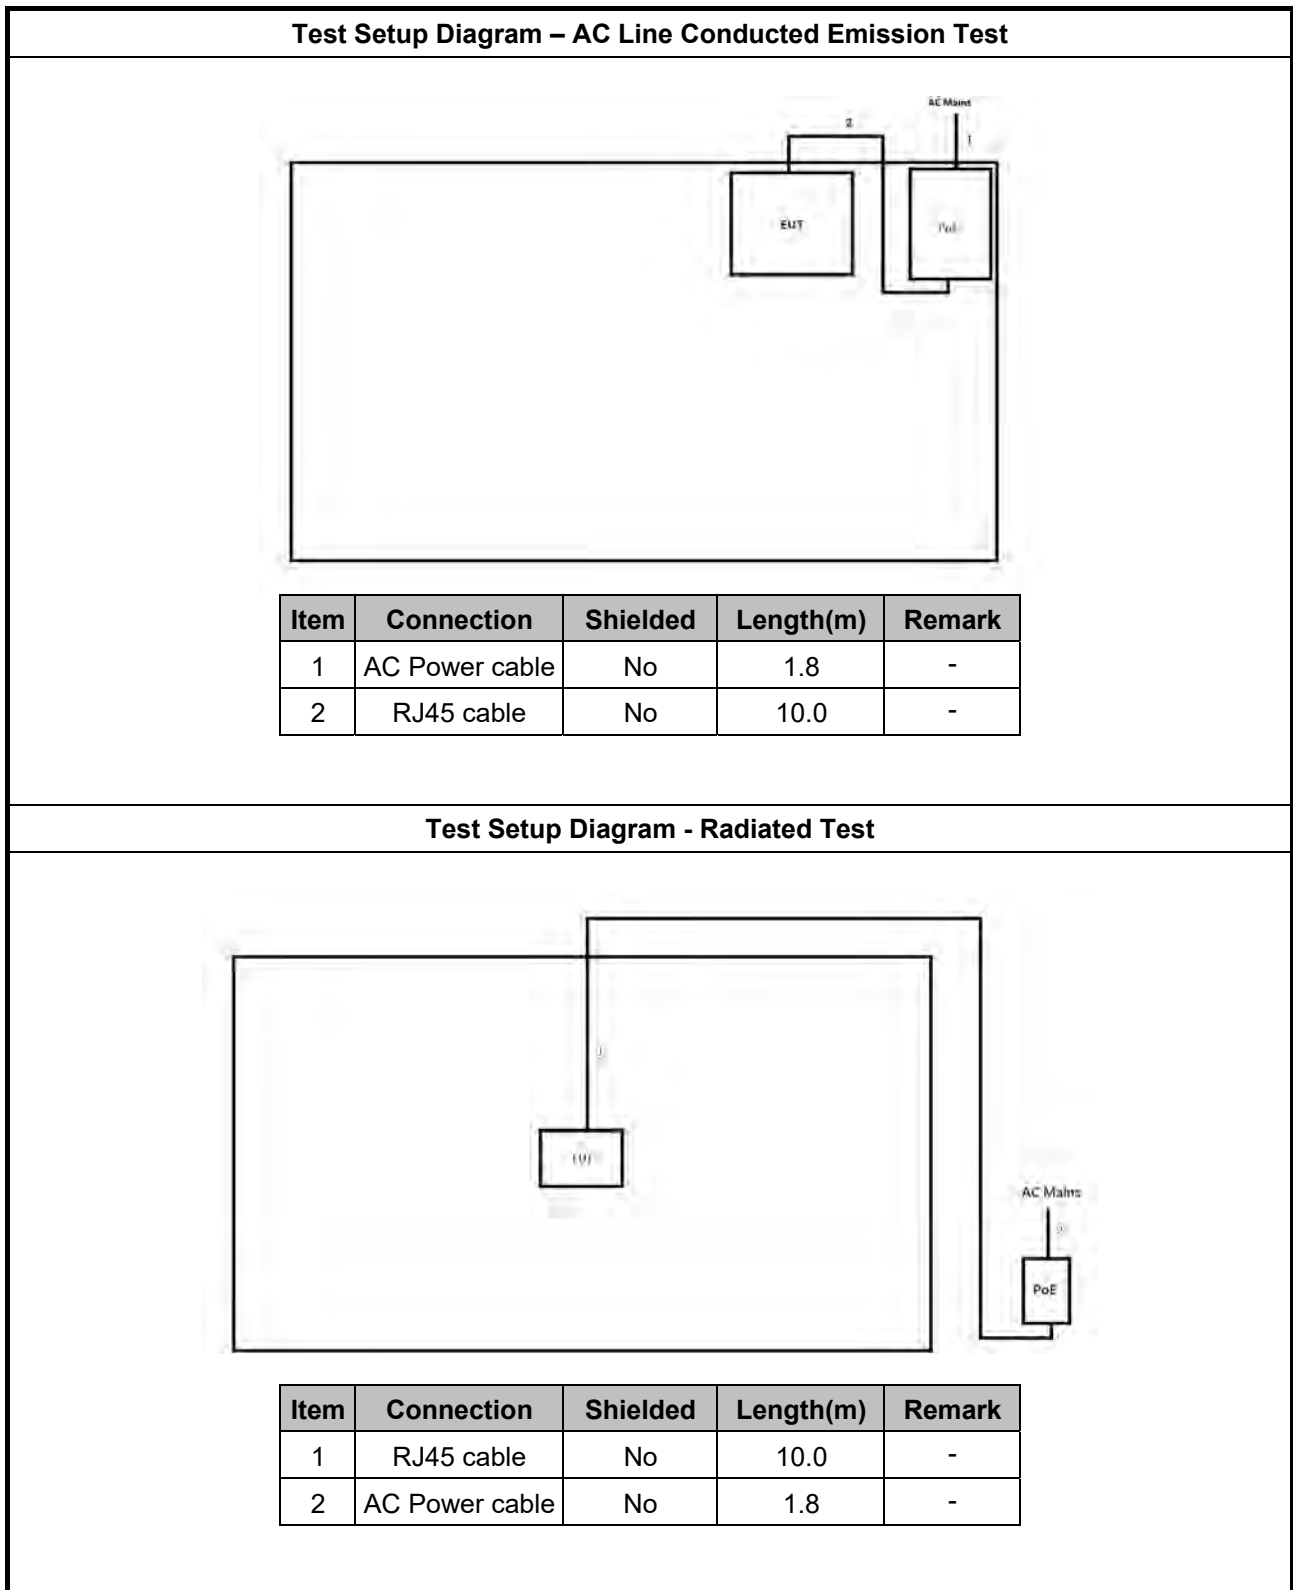 Test Setup Diagram – AC Line Conducted Emission Test
AC Mains
2
1
EUT
Item Connection Shielded Length(m) Remark
1 AC Power cable No 1.8 -
2 RJ45 cable No 10.0 -
Test Setup Diagram - Radiated Test
1
AC Mains
2
PoE
Item Connection Shielded Length(m) Remark
1 RJ45 cable No 10.0 -
2 AC Power cable No 1.8 -